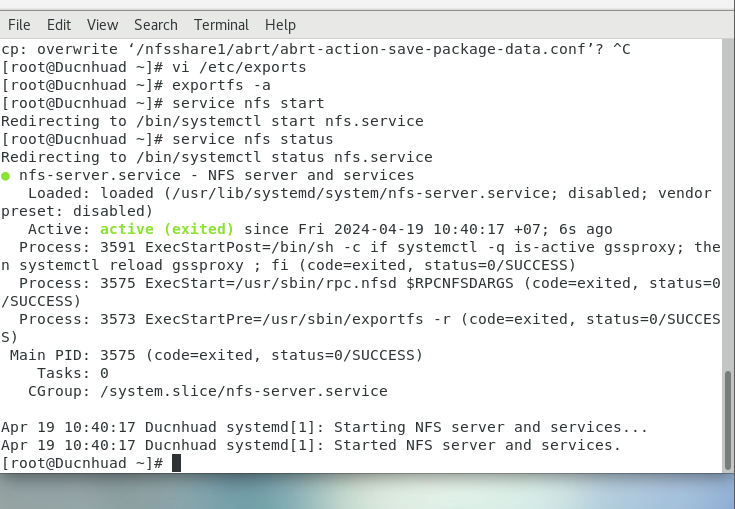 File Edit View Search Terminal Help
cp: overwrite ‘/nfsshare1/abrt/abrt-action-save-package-data.conf’? ^C
[root@Ducnhuad ~]# vi /etc/exports
[root@Ducnhuad ~]# exportfs -a
[root@Ducnhuad ~]# service nfs start
Redirecting to /bin/systemctl start nfs.service
[root@Ducnhuad ~]# service nfs status
Redirecting to /bin/systemctl status nfs.service
● nfs-server.service - NFS server and services
   Loaded: loaded (/usr/lib/systemd/system/nfs-server.service; disabled; vendor
preset: disabled)
   Active: active (exited) since Fri 2024-04-19 10:40:17 +07; 6s ago
  Process: 3591 ExecStartPost=/bin/sh -c if systemctl -q is-active gssproxy; the
n systemctl reload gssproxy ; fi (code=exited, status=0/SUCCESS)
  Process: 3575 ExecStart=/usr/sbin/rpc.nfsd $RPCNFSDARGS (code=exited, status=0
/SUCCESS)
  Process: 3573 ExecStartPre=/usr/sbin/exportfs -r (code=exited, status=0/SUCCES
S)
 Main PID: 3575 (code=exited, status=0/SUCCESS)
    Tasks: 0
   CGroup: /system.slice/nfs-server.service
Apr 19 10:40:17 Ducnhuad systemd[1]: Starting NFS server and services...
Apr 19 10:40:17 Ducnhuad systemd[1]: Started NFS server and services.
[root@Ducnhuad ~]#